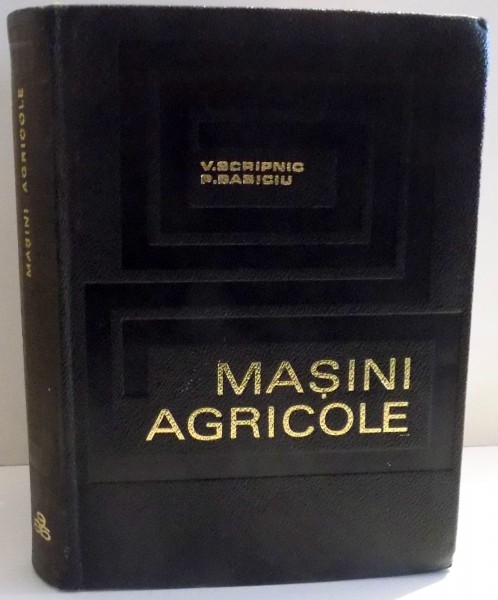 MAȘINI AGRICOLE
V. SCRIPNIC
P. BABICIU
MAȘINI
AGRICOLE